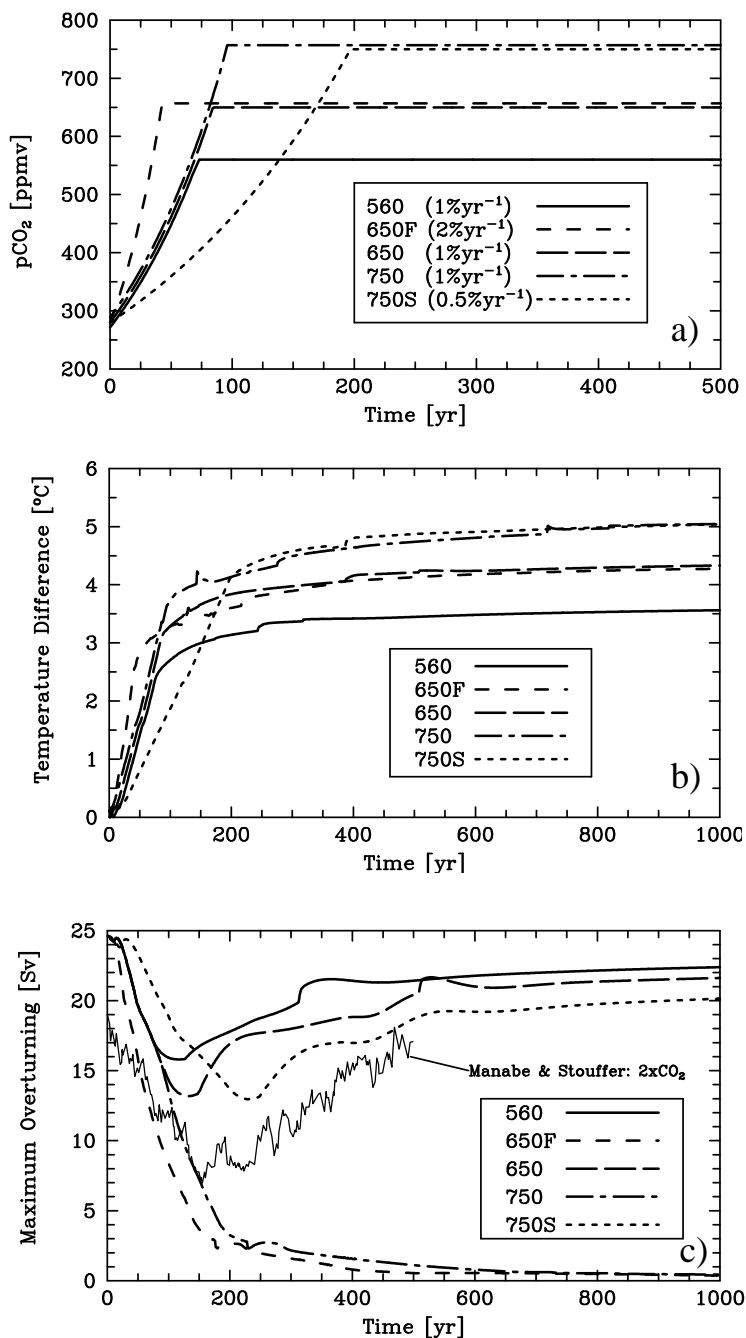 800
700
600
500
400
300
200
pCO₂ [ppmv]
560 (1%yr⁻¹)
650F (2%yr⁻¹)
650 (1%yr⁻¹)
750 (1%yr⁻¹)
750S (0.5%yr⁻¹)
a)
0 100 200 300 400 500
Time [yr]
6
5
4
3
2
1
0
Temperature Difference [°C]
560
650F
650
750
750S
b)
0 200 400 600 800 1000
Time [yr]
25
20
15
10
5
0
Maximum Overturning [Sv]
Manabe & Stouffer: 2xCO₂
560
650F
650
750
750S
c)
0 200 400 600 800 1000
Time [yr]